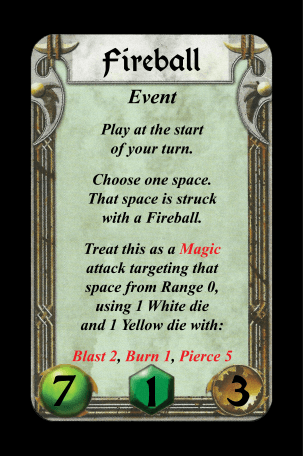 Fireball
Event
Play at the start
of your turn.
Choose one space.
That space is struck
with a Fireball.
Treat this as a Magic
attack targeting that
space from Range 0,
using 1 White die
and 1 Yellow die with:
Blast 2, Burn 1, Pierce 5
7 1 3